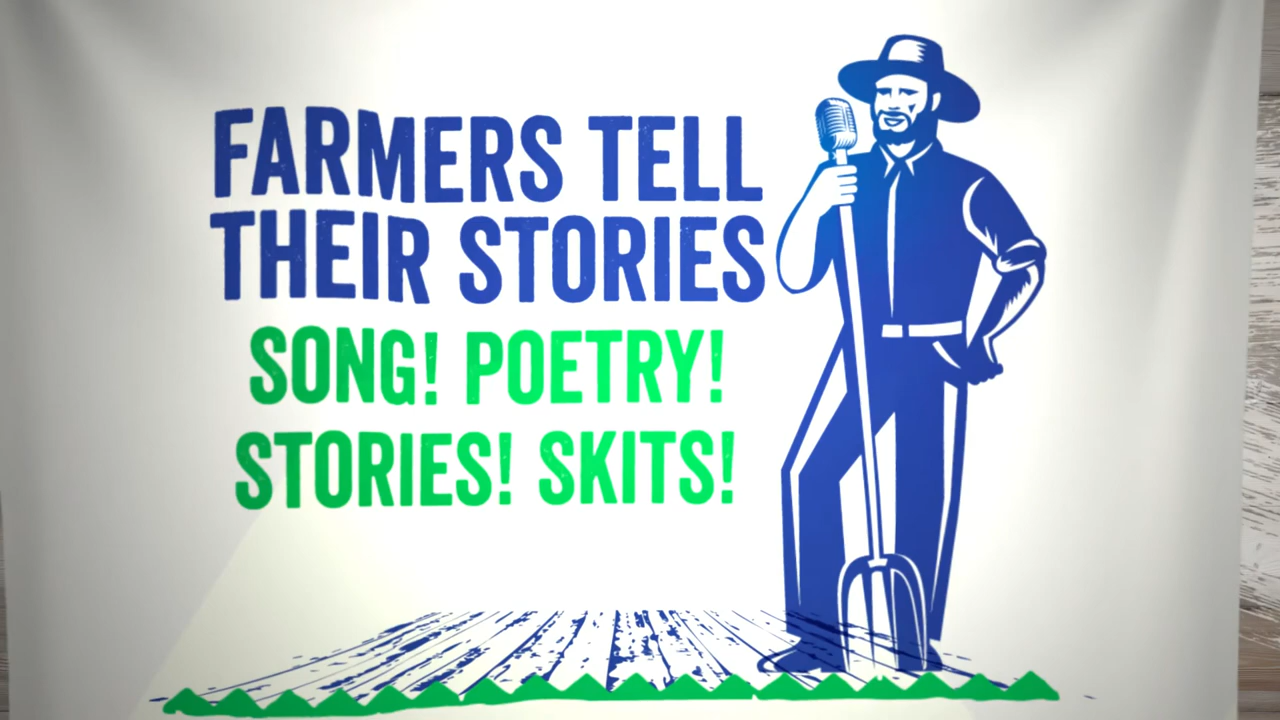 FARMERS TELL
THEIR STORIES
SONG! POETRY!
STORIES! SKITS!